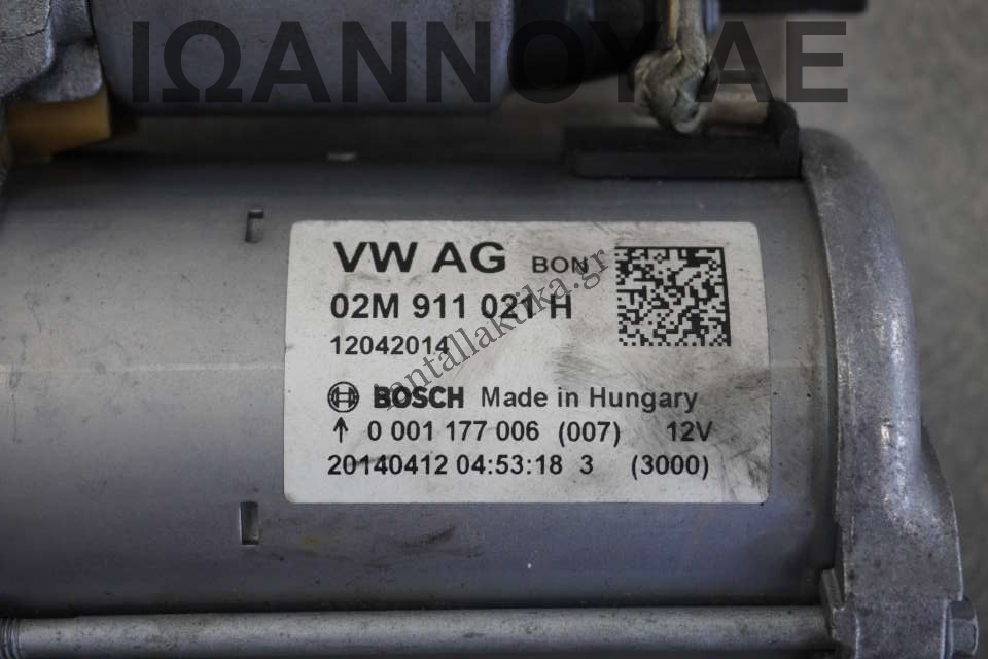 ΙΩΑΝΝΟΥ ΑΕ
VW AG BON
02M 911 021 H
12042014
antallaktika.gr
BOSCH Made in Hungary
↑ 0 001 177 006 (007) 12V
20140412 04:53:18 3 (3000)